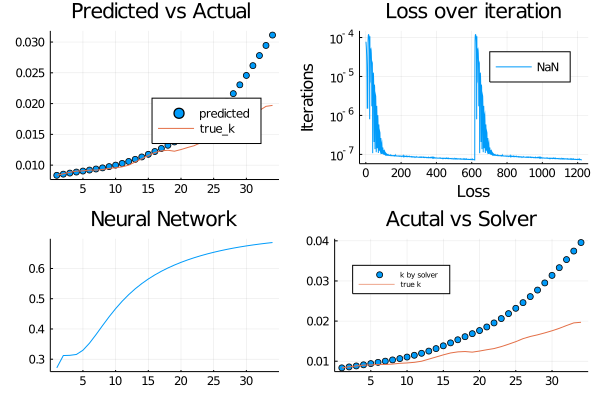 Predicted vs Actual
0.030
0.025
0.020
0.015
0.010
predicted
true_k
5 10 15 20 25 30
Loss over iteration
Iterations
10⁻⁴
10⁻⁵
10⁻⁶
10⁻⁷
NaN
0 200 400 600 800 1000 1200
Loss
Neural Network
0.6
0.5
0.4
0.3
5 10 15 20 25 30
Acutal vs Solver
0.04
0.03
0.02
0.01
k by solver
true k
5 10 15 20 25 30